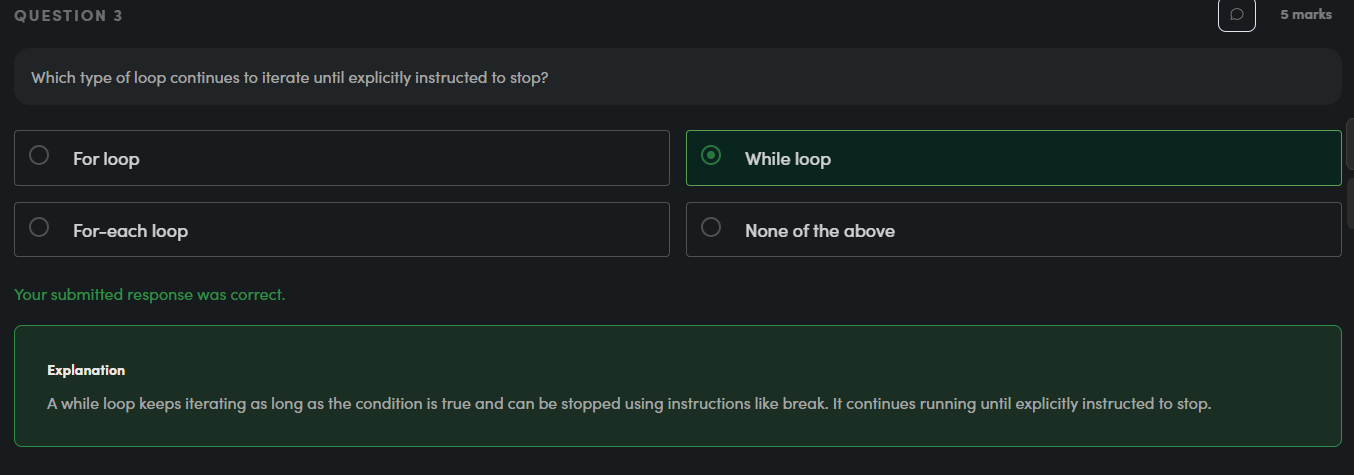 QUESTION 3
5 marks
Which type of loop continues to iterate until explicitly instructed to stop?
For loop
While loop
For-each loop
None of the above
Your submitted response was correct.
Explanation
A while loop keeps iterating as long as the condition is true and can be stopped using instructions like break. It continues running until explicitly instructed to stop.